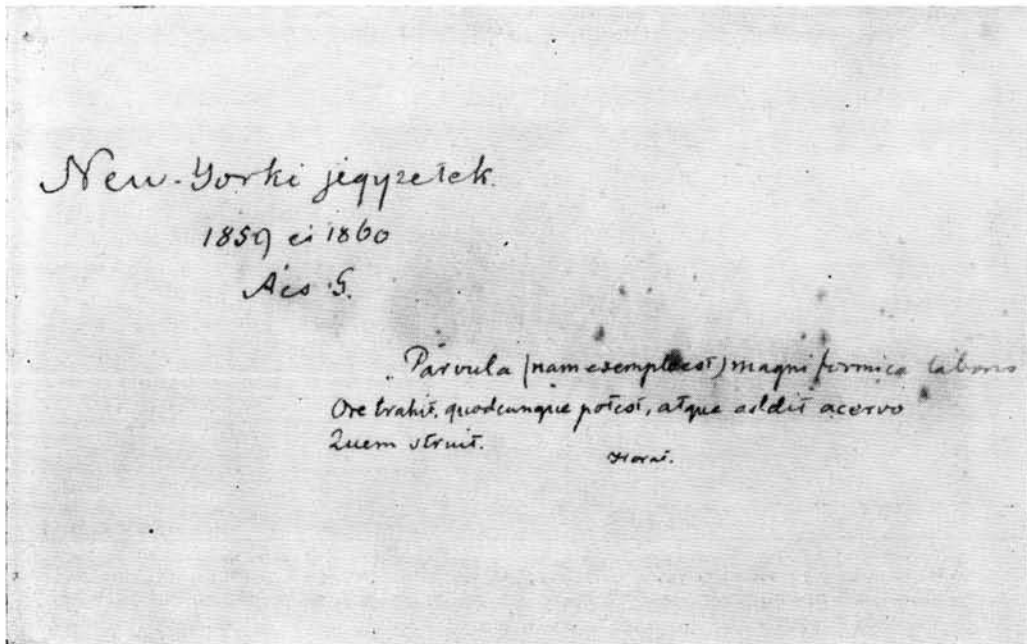 New-Yorki jegyzetek.
1859 és 1860
Ács G.
Parvula (nam exemplo est) magni formica laboris
Ore trahit, quodcunque potest, atque addit acervo
Quem struit.
Horat.